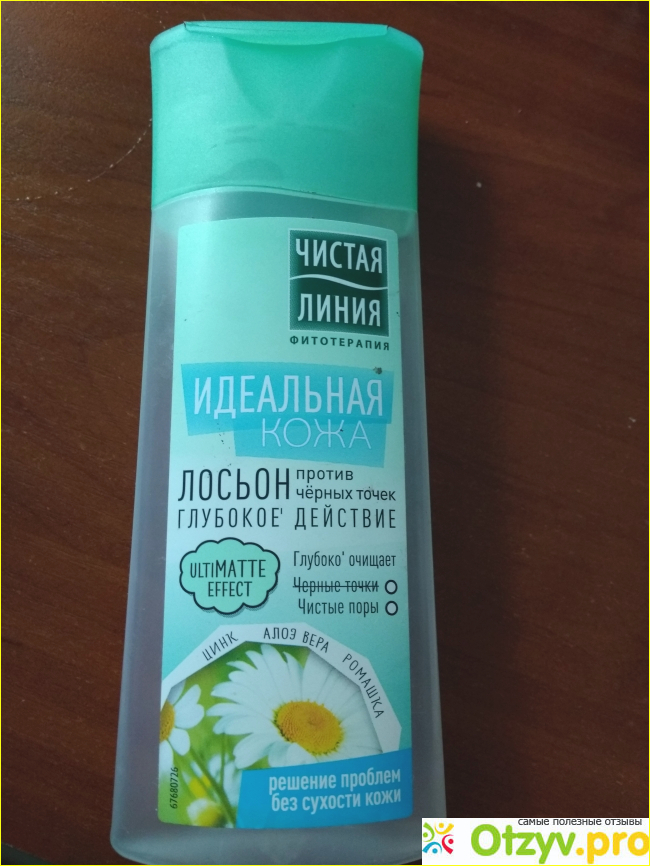 ЧИСТАЯ
ЛИНИЯ
ФИТОТЕРАПИЯ
ИДЕАЛЬНАЯ
КОЖА
ЛОСЬОН против
чёрных точек
ГЛУБОКОЕ' ДЕЙСТВИЕ
ULTIMATTE
EFFECT
Глубоко' очищает
Черные точки
Чистые поры
ЦИНК АЛОЭ ВЕРА РОМАШКА
решение проблем
без сухости кожи
67680726
самые полезные отзывы
Otzyv.pro